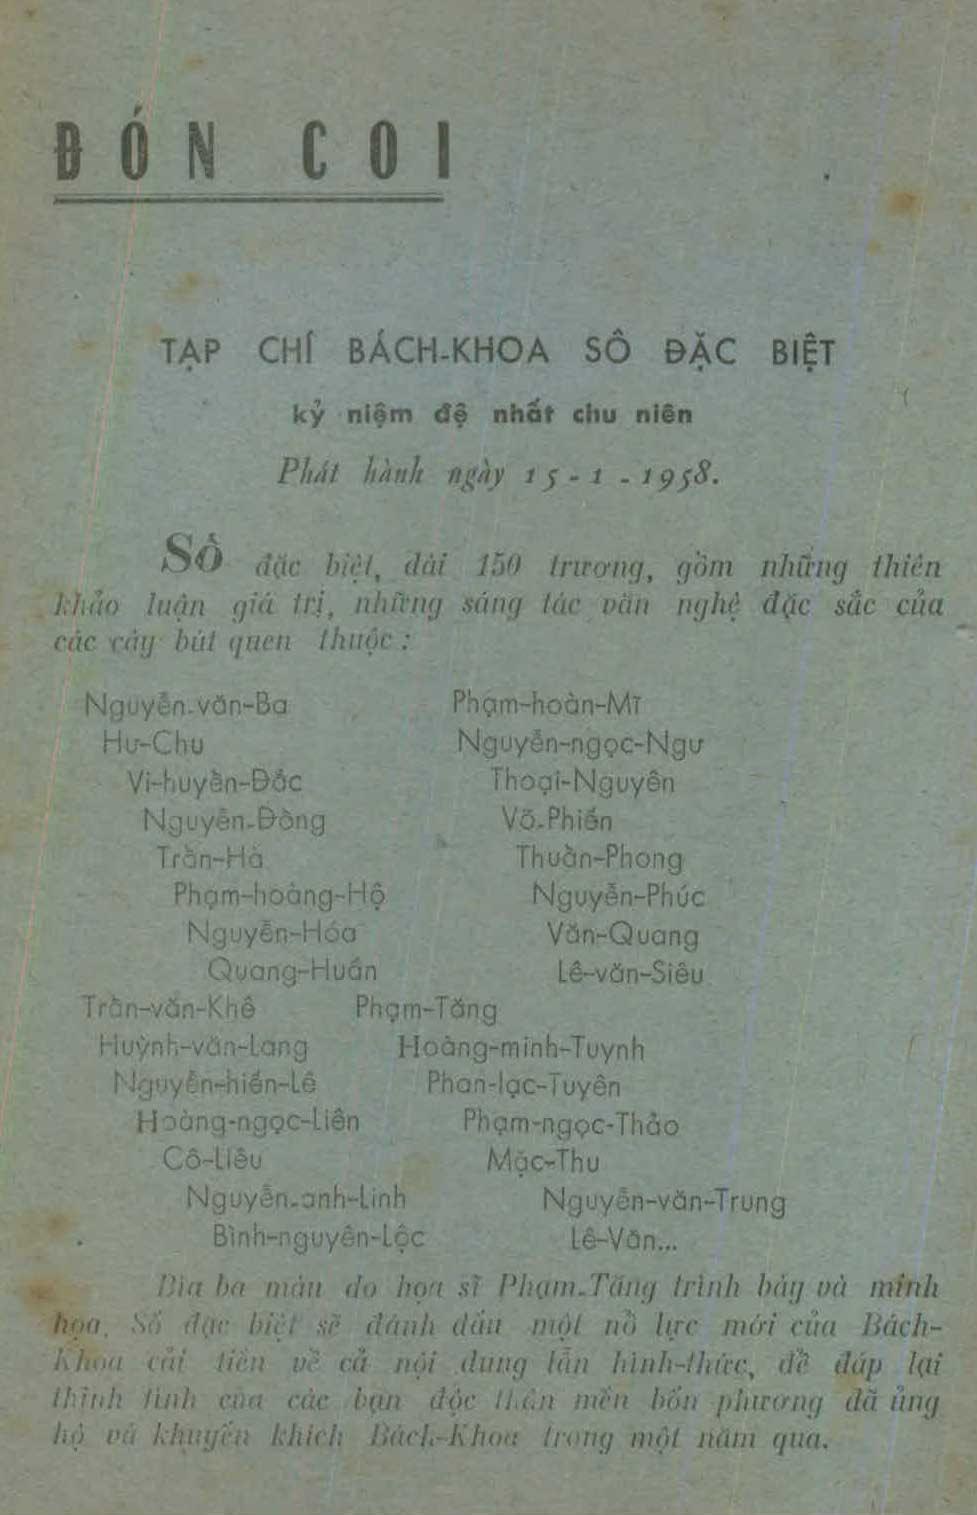 ĐÓN COI
TẠP CHÍ BÁCH-KHOA SÔ ĐẶC BIỆT
kỷ niệm đệ nhất chu niên
Phát hành ngày 15-1-1958.
Số đặc biệt, dài 150 trương, gồm những thiên
khảo luận giá trị, những sáng tác văn nghệ đặc sắc của
các cây bút quen thuộc :
Nguyễn-văn-Ba Phạm-hoàn-Mĩ
Hư-Chu Nguyễn-ngọc-Ngư
Vi-huyền-Đắc Thoại-Nguyên
Nguyễn-Đồng Võ-Phiến
Trần-Hà Thuần-Phong
Phạm-hoàng-Hộ Nguyễn-Phúc
Nguyễn-Hóa Văn-Quang
Quang-Huấn Lê-văn-Siêu
Trần-văn-Khê Phạm-Tăng
Huỳnh-văn-Lang Hoàng-minh-Tuynh
Nguyễn-hiến-Lê Phan-lạc-Tuyên
Hoàng-ngọc-Liên Phạm-ngọc-Thảo
Cô-Liêu Mặc-Thu
Nguyễn-anh-Linh Nguyễn-văn-Trung
Bình-nguyên-Lộc Lê-Văn...
Bìa ba màu do họa sĩ Phạm-Tăng trình bày và minh
họa. Số đặc biệt sẽ đánh dấu một nỗ lực mới của Bách-
Khoa cải tiến về cả nội dung lẫn hình-thức, để đáp lại
thịnh tình của các bạn độc thân mến bốn phương đã ủng
hộ và khuyến khích Bách-Khoa trong một năm qua.